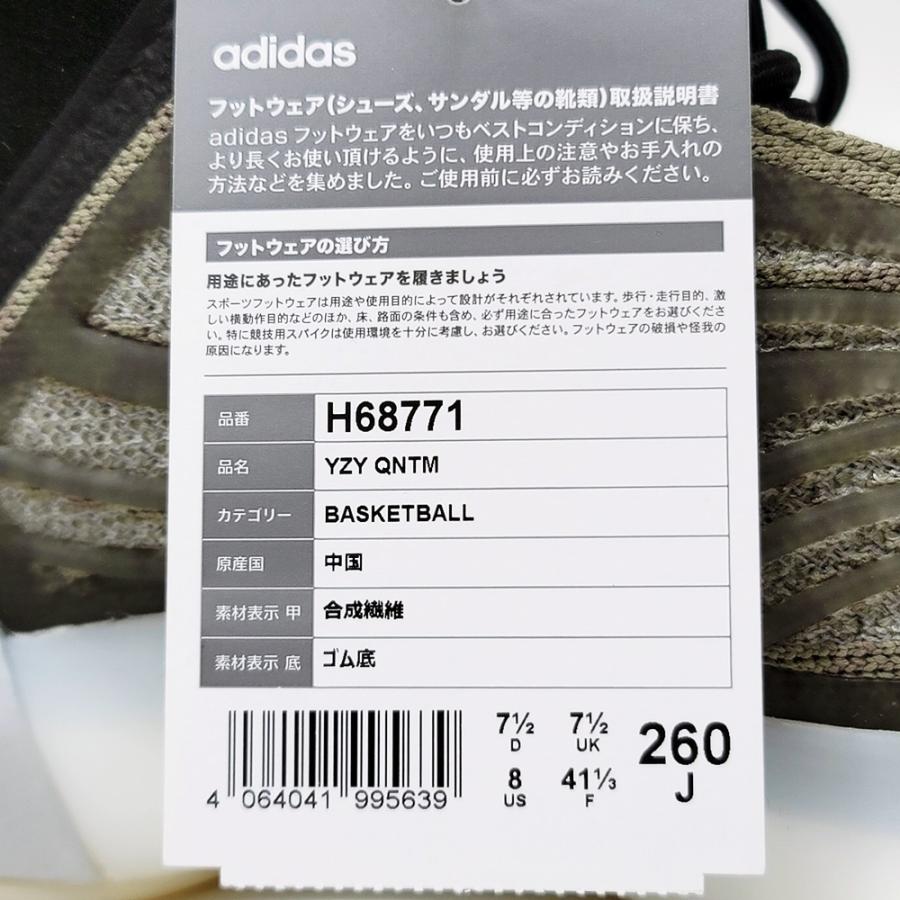 adidas
フットウェア(シューズ、サンダル等の靴類)取扱説明書
adidas フットウェアをいつもベストコンディションに保ち、
より長くお使い頂けるように、使用上の注意やお手入れの
方法などを集めました。ご使用前に必ずお読みください。
フットウェアの選び方
用途にあったフットウェアを履きましょう
スポーツフットウェアは用途や使用目的によって設計がそれぞれされています。歩行・走行目的、激
しい横動作目的などのほか、床、路面の条件も含め、必ず用途に合ったフットウェアをお選びくださ
い。特に競技用スパイクは使用環境を十分に考慮し、お選びください。フットウェアの破損や怪我の
原因になります。
品番 H68771
品名 YZY QNTM
カテゴリー BASKETBALL
原産国 中国
素材表示 甲 合成繊維
素材表示 底 ゴム底
7½ 7½ 260
D UK
8 41⅓ J
US F
4 064041 995639